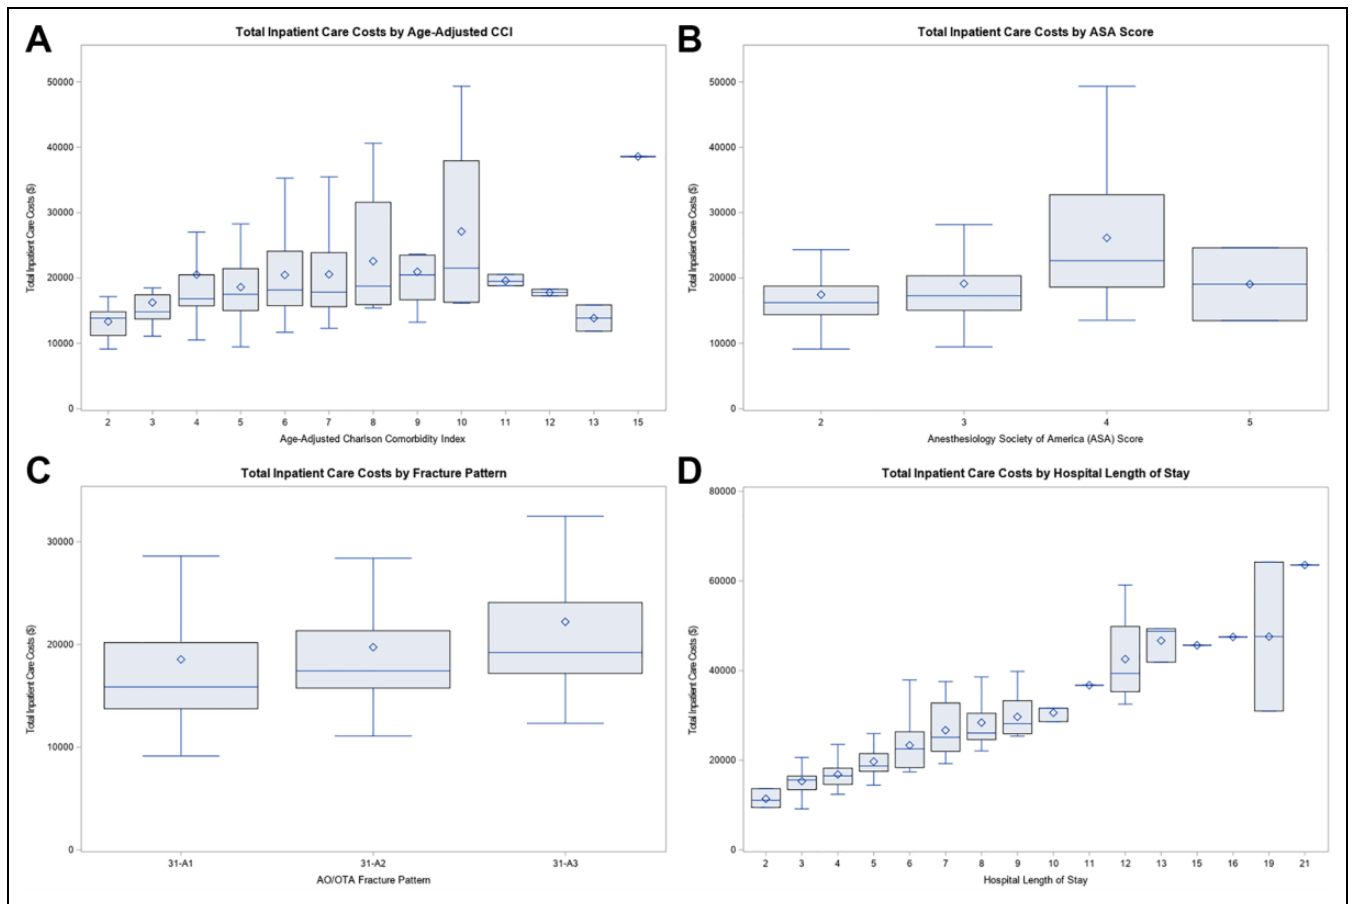 A
Total Inpatient Care Costs by Age-Adjusted CCI
Total Inpatient Care Costs ($)
50000
40000
30000
20000
10000
0
2 3 4 5 6 7 8 9 10 11 12 13 15
Age-Adjusted Charlson Comorbidity Index
B
Total Inpatient Care Costs by ASA Score
Total Inpatient Care Costs ($)
50000
40000
30000
20000
10000
0
2 3 4 5
Anesthesiology Society of America (ASA) Score
C
Total Inpatient Care Costs by Fracture Pattern
Total Inpatient Care Costs ($)
30000
20000
10000
0
31-A1 31-A2 31-A3
AO/OTA Fracture Pattern
D
Total Inpatient Care Costs by Hospital Length of Stay
Total Inpatient Care Costs ($)
80000
60000
40000
20000
0
2 3 4 5 6 7 8 9 10 11 12 13 15 16 19 21
Hospital Length of Stay